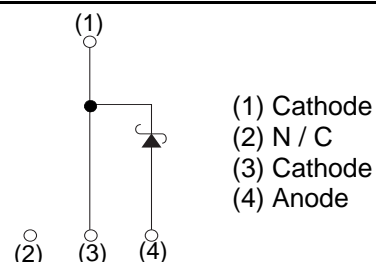 (1)
(1) Cathode
(2) N / C
(3) Cathode
(4) Anode
(2) (3) (4)